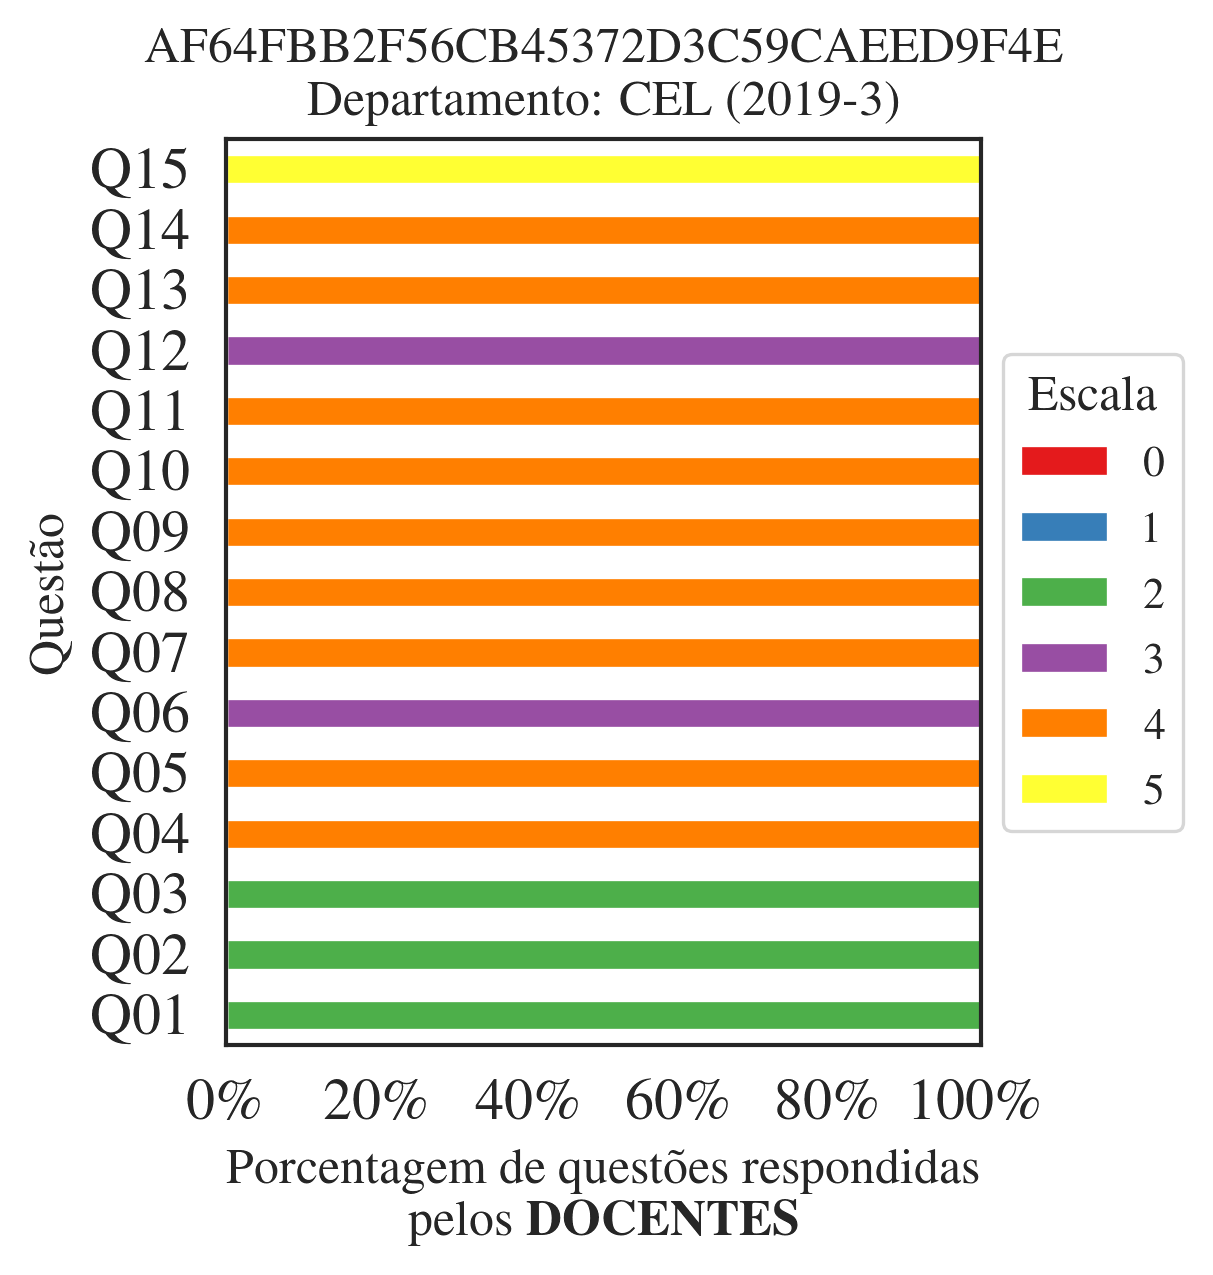 AF64FBB2F56CB45372D3C59CAEED9F4E
Departamento: CEL (2019-3)
Questão
Q15
Q14
Q13
Q12
Q11
Q10
Q09
Q08
Q07
Q06
Q05
Q04
Q03
Q02
Q01
0% 20% 40% 60% 80% 100%
Porcentagem de questões respondidas
pelos DOCENTES
Escala
0
1
2
3
4
5